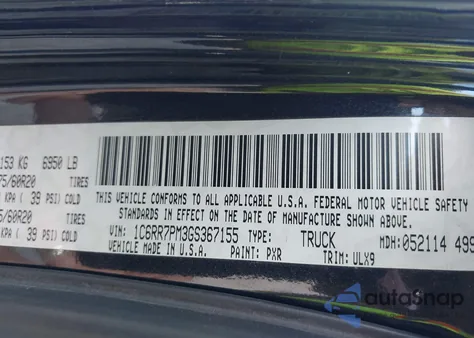 153 KG 6950 LB
75/60R20 TIRES
KPA ( 39 PSI) COLD
5/60R20 TIRES
KPA ( 39 PSI) COLD
THIS VEHICLE CONFORMS TO ALL APPLICABLE U.S.A. FEDERAL MOTOR VEHICLE SAFETY
STANDARDS IN EFFECT ON THE DATE OF MANUFACTURE SHOWN ABOVE.
VIN: 1C6RR7PM3GS367155 TYPE: TRUCK MDH: 052114 499
VEHICLE MADE IN U.S.A. PAINT: PXR TRIM: ULX9
autoSnap